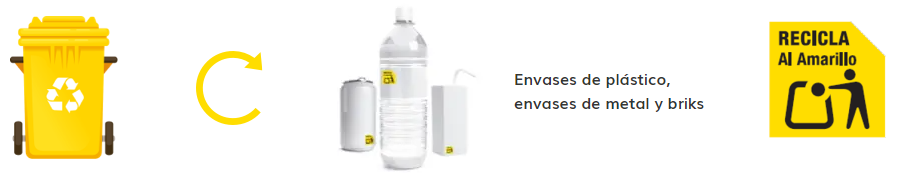 Envases de plástico,
envases de metal y briks
RECICLA
Al Amarillo